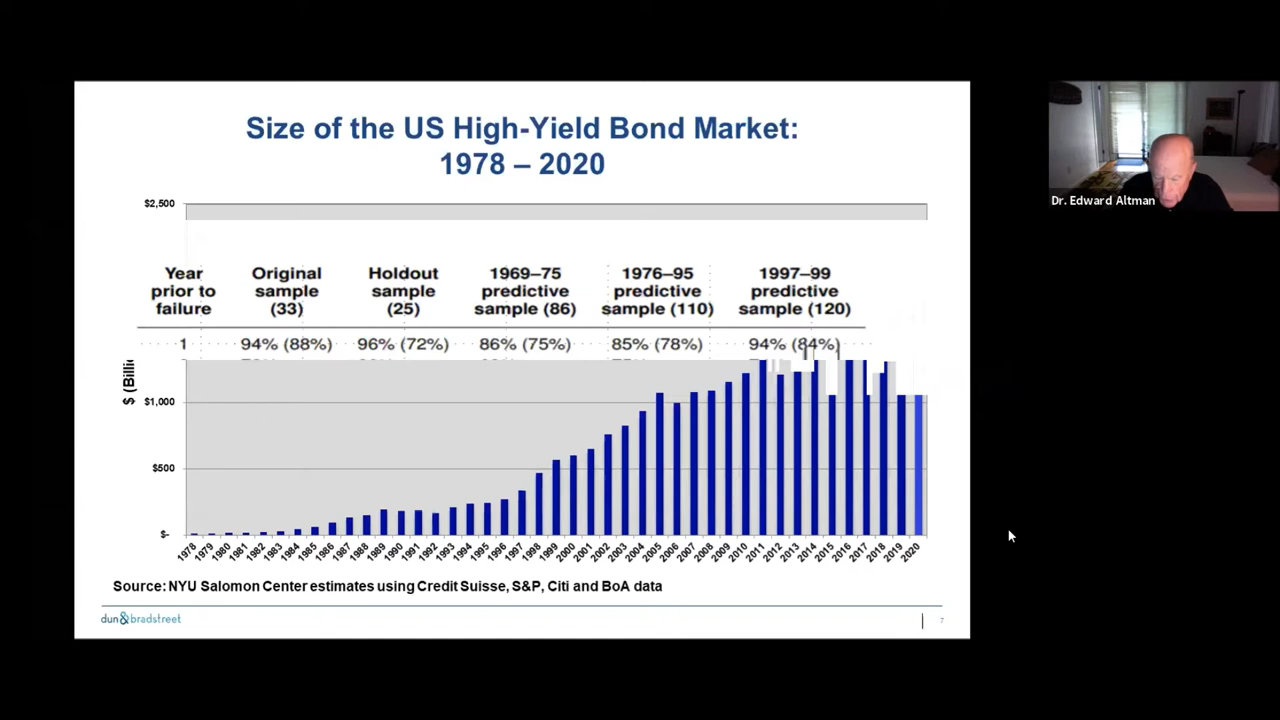 Size of the US High-Yield Bond Market:
1978 – 2020
$2,500
Year prior to failure
Original sample (33)
Holdout sample (25)
1969–75 predictive sample (86)
1976–95 predictive sample (110)
1997–99 predictive sample (120)
1 94% (88%) 96% (72%) 86% (75%) 85% (78%) 94% (84%)
$1,000
$500
$-
1978 1979 1980 1981 1982 1983 1984 1985 1986 1987 1988 1989 1990 1991 1992 1993 1994 1995 1996 1997 1998 1999 2000 2001 2002 2003 2004 2005 2006 2007 2008 2009 2010 2011 2012 2013 2014 2015 2016 2017 2018 2019 2020
Source: NYU Salomon Center estimates using Credit Suisse, S&P, Citi and BoA data
dun&bradstreet
7
Dr. Edward Altman